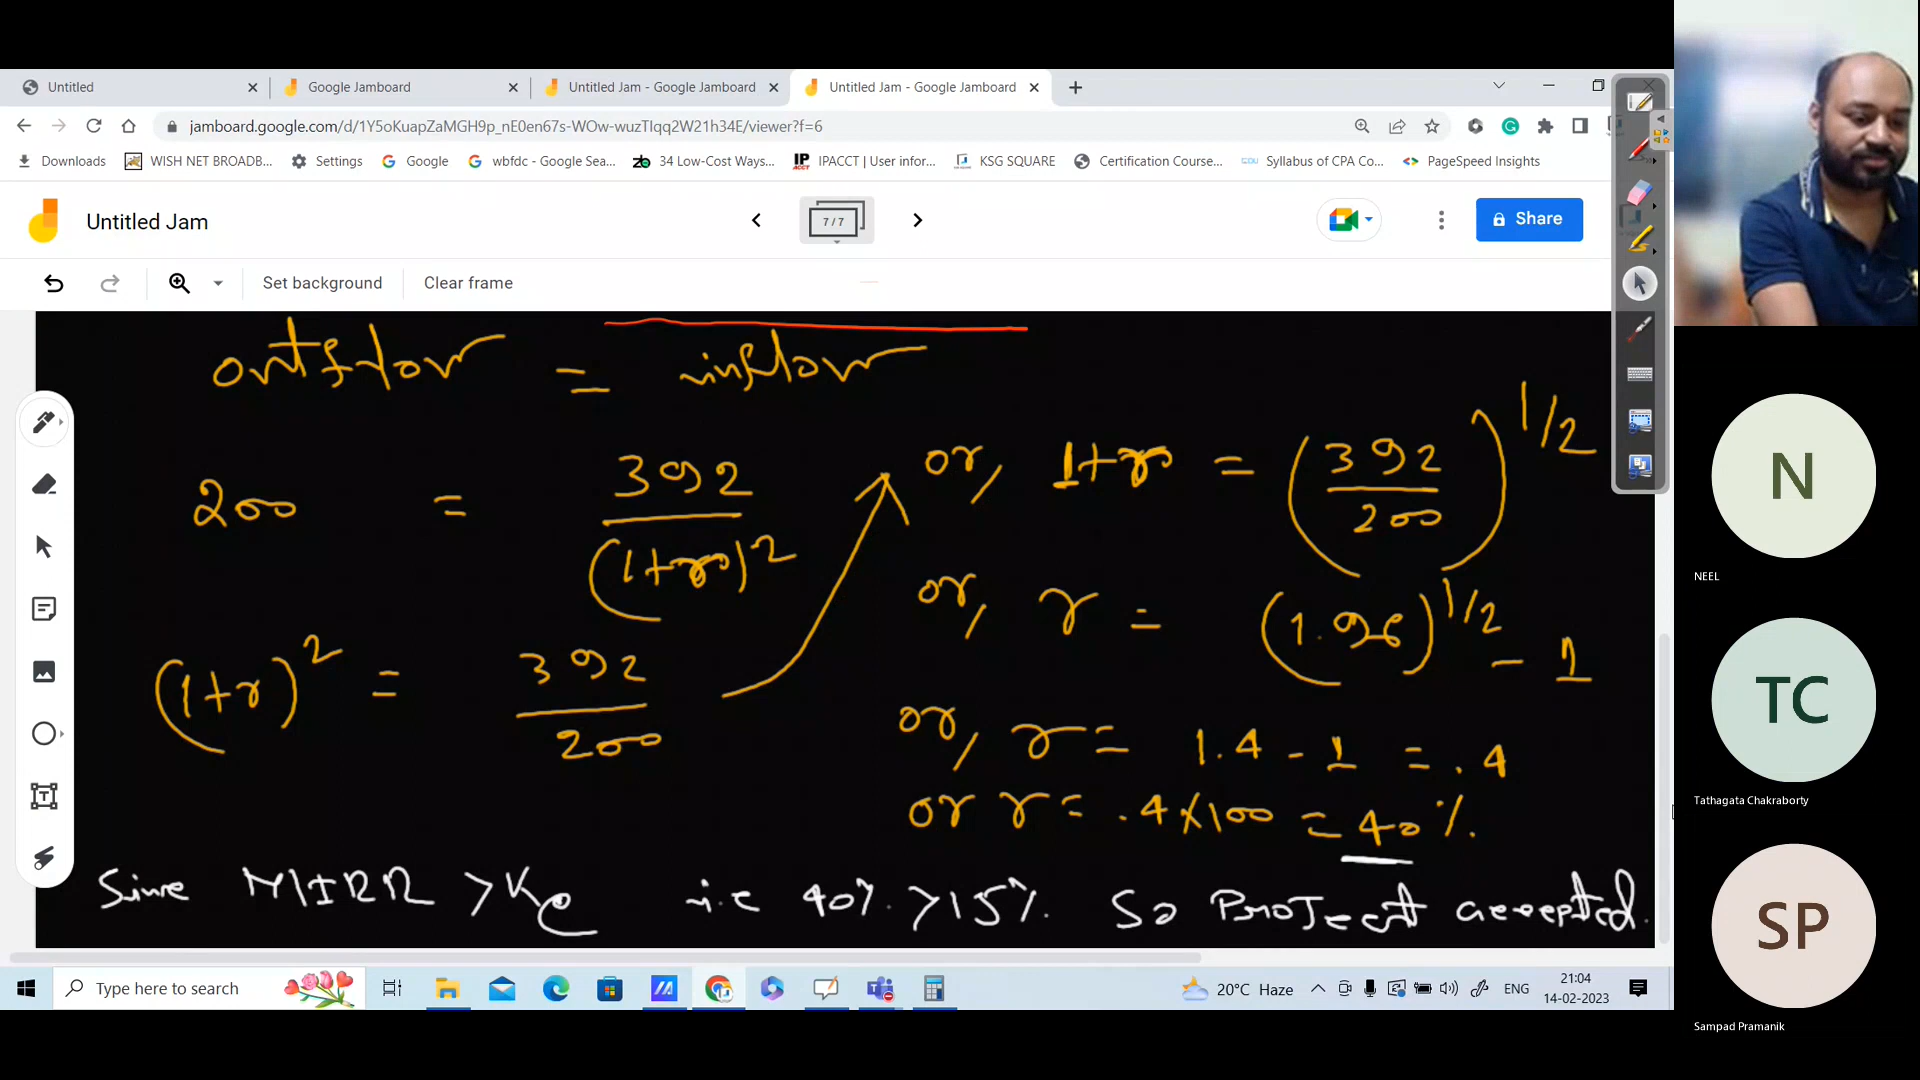 Untitled
Google Jamboard
Untitled Jam - Google Jamboard
Untitled Jam - Google Jamboard
jamboard.google.com/d/1Y5oKuapZaMGH9p_nE0en67s-WOw-wuzTIqq2W21h34E/viewer?f=6
Downloads
WISH NET BROADB...
Settings
Google
wbfdc - Google Sea...
34 Low-Cost Ways...
IPACCT | User infor...
KSG SQUARE
Certification Course...
Syllabus of CPA Co...
PageSpeed Insights
Untitled Jam
7 / 7
Share
Set background
Clear frame
outflow = inflow
200 = 392/(1+r)^2
(1+r)^2 = 392/200
or, 1+r = (392/200)^1/2
or, r = (1.96)^1/2 - 1
or, r = 1.4 - 1 = .4
or r = .4 X 100 = 40%.
Since MIRR > Ke i.e 40%. > 15%. So Project accepted.
N
NEEL
TC
Tathagata Chakraborty
SP
Sampad Pramanik
Type here to search
20°C Haze
ENG
21:04
14-02-2023